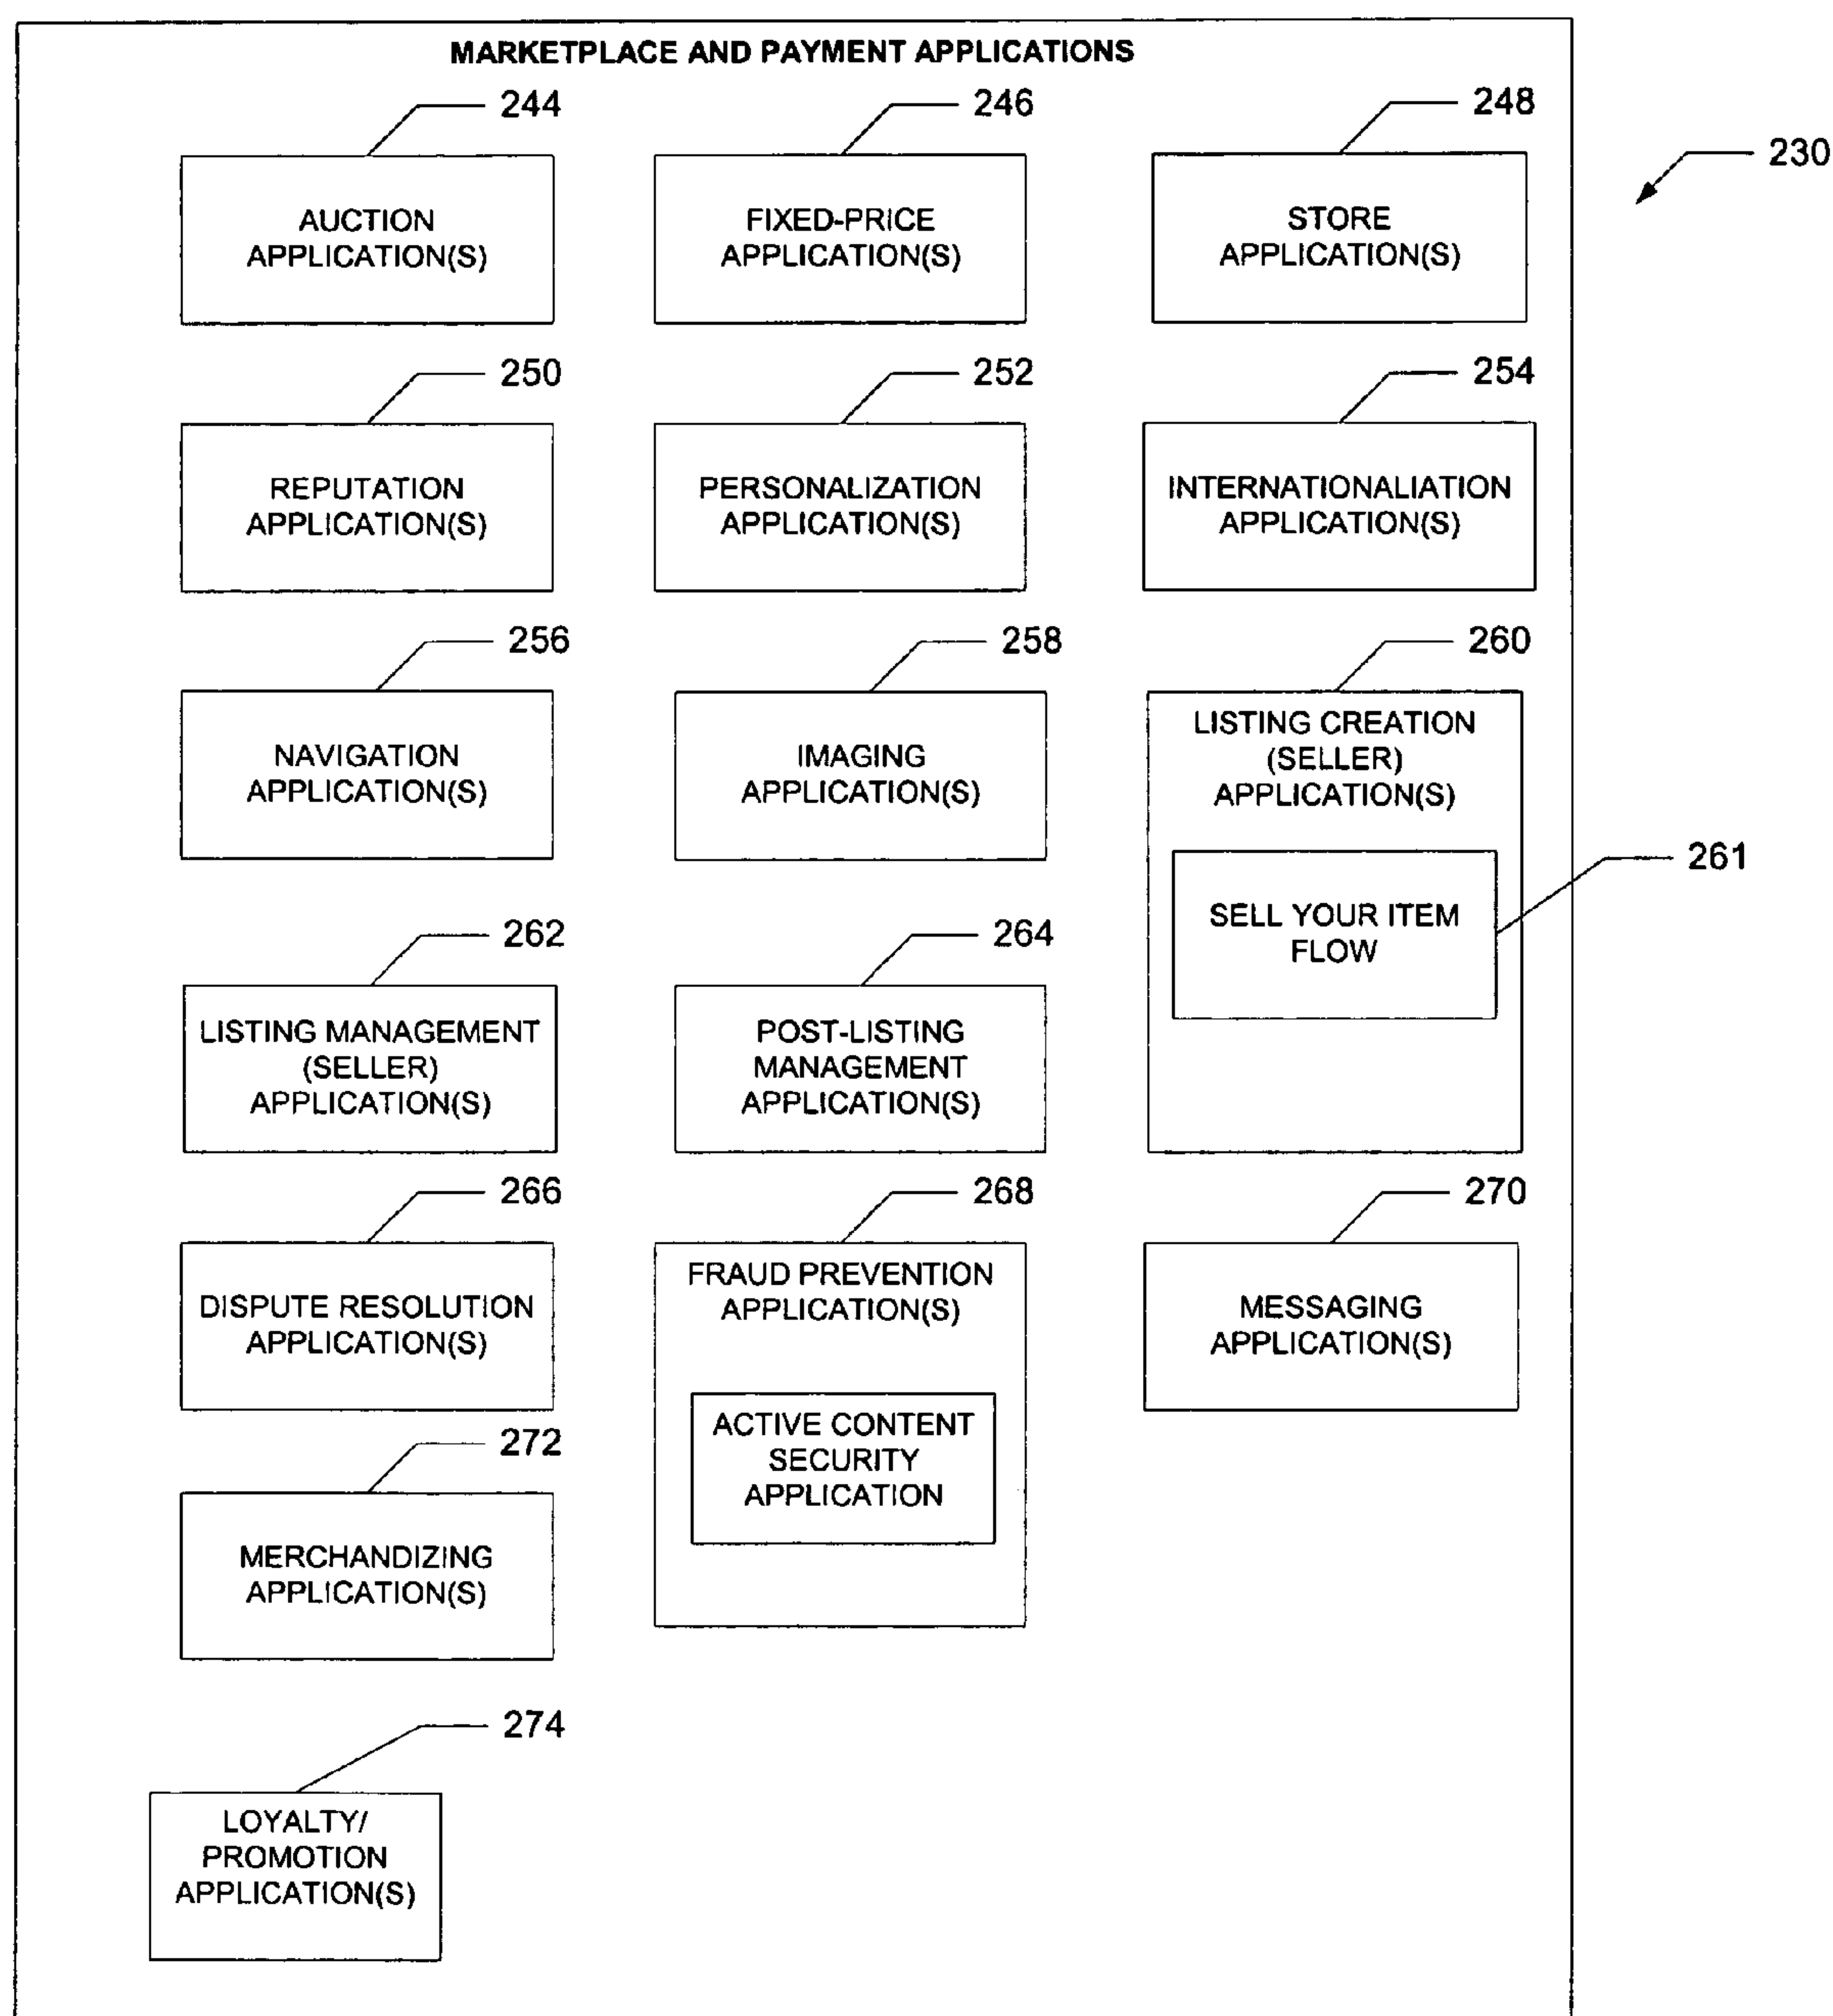 MARKETPLACE AND PAYMENT APPLICATIONS
244
246
248
230
AUCTION
APPLICATION(S)
FIXED-PRICE
APPLICATION(S)
STORE
APPLICATION(S)
250
252
254
REPUTATION
APPLICATION(S)
PERSONALIZATION
APPLICATION(S)
INTERNATIONALIATION
APPLICATION(S)
256
258
260
NAVIGATION
APPLICATION(S)
IMAGING
APPLICATION(S)
LISTING CREATION
(SELLER)
APPLICATION(S)
261
SELL YOUR ITEM
FLOW
262
264
LISTING MANAGEMENT
(SELLER)
APPLICATION(S)
POST-LISTING
MANAGEMENT
APPLICATION(S)
266
268
270
DISPUTE RESOLUTION
APPLICATION(S)
FRAUD PREVENTION
APPLICATION(S)
MESSAGING
APPLICATION(S)
ACTIVE CONTENT
SECURITY
APPLICATION
272
MERCHANDIZING
APPLICATION(S)
274
LOYALTY/
PROMOTION
APPLICATION(S)